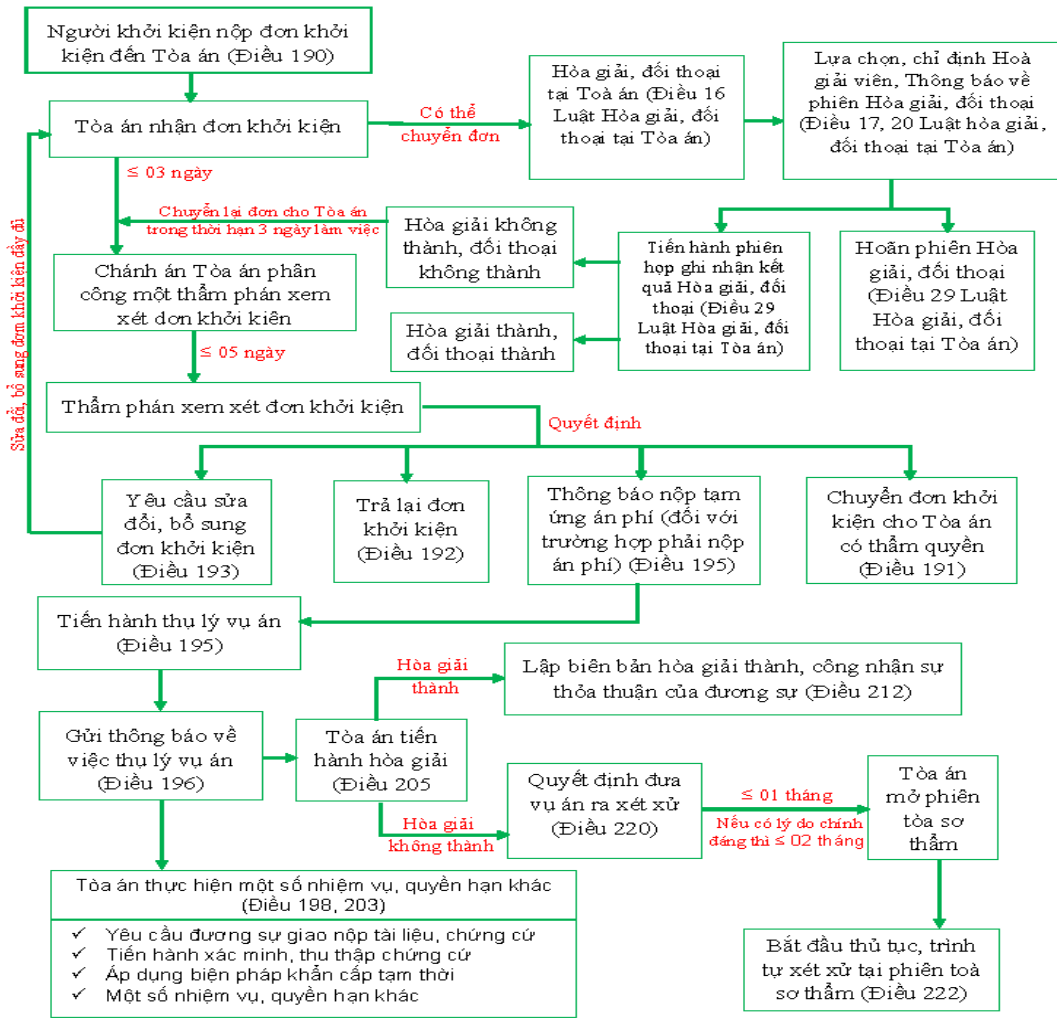 Người khởi kiện nộp đơn khởi
kiện đến Tòa án (Điều 190)
Tòa án nhận đơn khởi kiện
Có thể
chuyển đơn
Hòa giải, đối thoại
tại Toà án (Điều 16
Luật Hòa giải, đối
thoại tại Tòa án)
Lựa chọn, chỉ định Hoà
giải viên, Thông báo về
phiên Hòa giải, đối thoại
(Điều 17, 20 Luật hòa giải,
đối thoại tại Tòa án)
≤ 03 ngày
Chuyển lại đơn cho Tòa án
trong thời hạn 3 ngày làm việc
Hòa giải không
thành, đối thoại
không thành
Tiến hành phiên
họp ghi nhận kết
quả Hòa giải, đối
thoại (Điều 29
Luật Hòa giải, đối
thoại tại Tòa án)
Hoãn phiên Hòa
giải, đối thoại
(Điều 29 Luật
Hòa giải, đối
thoại tại Tòa án)
Chánh án Tòa án phân
công một thẩm phán xem
xét đơn khởi kiên
Hòa giải thành,
đối thoại thành
≤ 05 ngày
Sửa đổi, bổ sung đơn khởi kiện đầy đủ
Thẩm phán xem xét đơn khởi kiện
Quyết định
Yêu cầu sửa
đổi, bổ sung
đơn khởi kiện
(Điều 193)
Trả lại đơn
khởi kiện
(Điều 192)
Thông báo nộp tạm
ứng án phí (đối với
trường hợp phải nộp
án phí) (Điều 195)
Chuyển đơn khởi
kiện cho Tòa án
có thẩm quyền
(Điều 191)
Tiến hành thụ lý vụ án
(Điều 195)
Hòa giải
thành
Lập biên bản hòa giải thành, công nhận sự
thỏa thuận của đương sự (Điều 212)
Gửi thông báo về
việc thụ lý vụ án
(Điều 196)
Tòa án tiến
hành hòa giải
(Điều 205
Hòa giải
không thành
Quyết định đưa
vụ án ra xét xử
(Điều 220)
≤ 01 tháng
Nếu có lý do chính
đáng thì ≤ 02 tháng
Tòa án
mở phiên
tòa sơ
thẩm
Tòa án thực hiện một số nhiệm vụ, quyền hạn khác
(Điều 198, 203)
✓ Yêu cầu đương sự giao nộp tài liệu, chứng cứ
✓ Tiến hành xác minh, thu thập chứng cứ
✓ Áp dụng biện pháp khẩn cấp tạm thời
✓ Một số nhiệm vụ, quyền hạn khác
Bắt đầu thủ tục, trình
tự xét xử tại phiên toà
sơ thẩm (Điều 222)